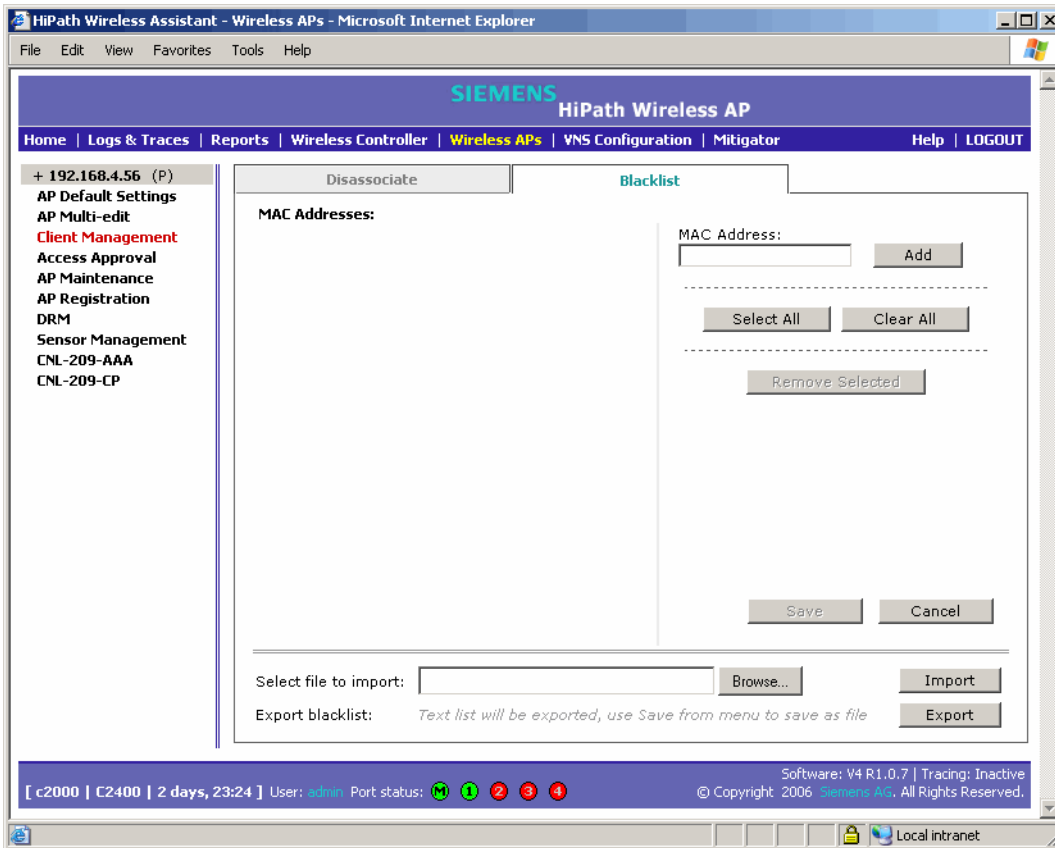 HiPath Wireless Assistant - Wireless APs - Microsoft Internet Explorer
File Edit View Favorites Tools Help
SIEMENS
HiPath Wireless AP
Home | Logs & Traces | Reports | Wireless Controller | Wireless APs | VNS Configuration | Mitigator Help | LOGOUT
+ 192.168.4.56 (P)
AP Default Settings
AP Multi-edit
Client Management
Access Approval
AP Maintenance
AP Registration
DRM
Sensor Management
CNL-209-AAA
CNL-209-CP
Disassociate Blacklist
MAC Addresses:
MAC Address:
Add
Select All Clear All
Remove Selected
Save Cancel
Select file to import: Browse... Import
Export blacklist: Text list will be exported, use Save from menu to save as file Export
Software: V4 R1.0.7 | Tracing: Inactive
[ c2000 | C2400 | 2 days, 23:24 ] User: admin Port status: M 1 2 3 4 © Copyright 2006 Siemens AG. All Rights Reserved.
Local intranet